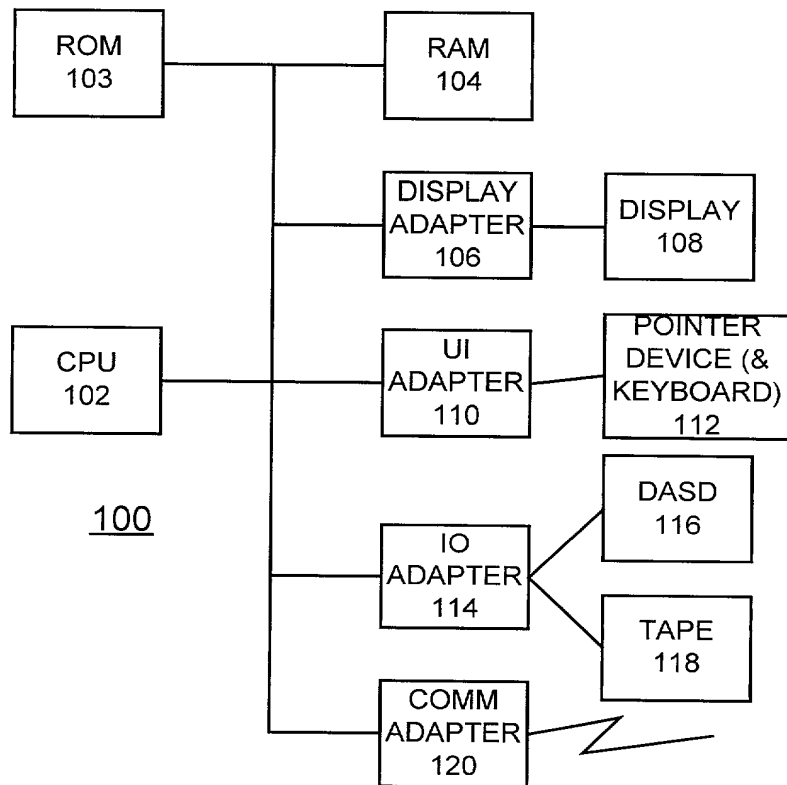 ROM
103
RAM
104
DISPLAY
ADAPTER
106
DISPLAY
108
CPU
102
UI
ADAPTER
110
POINTER
DEVICE (&
KEYBOARD)
112
100
IO
ADAPTER
114
DASD
116
TAPE
118
COMM
ADAPTER
120